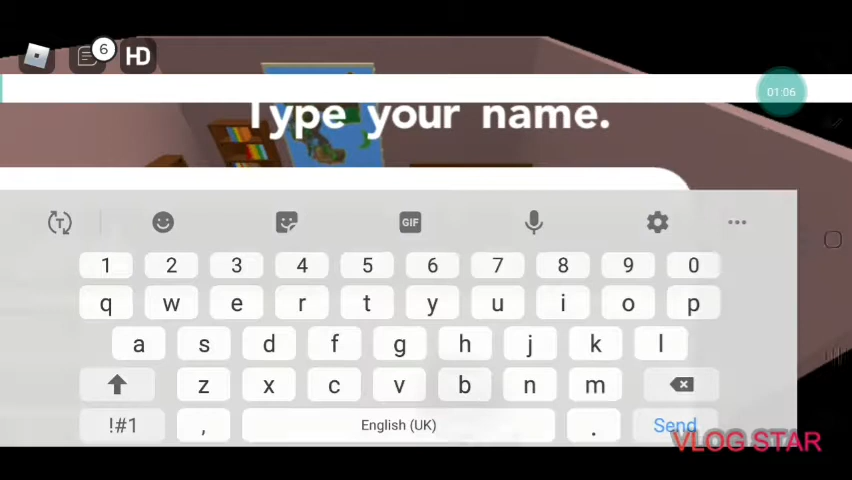 6
HD
01:06
Type your name.
T
GIF
1 2 3 4 5 6 7 8 9 0
q w e r t y u i o p
a s d f g h j k l
z x c v b n m
!#1 , English (UK) . Send
VLOG STAR